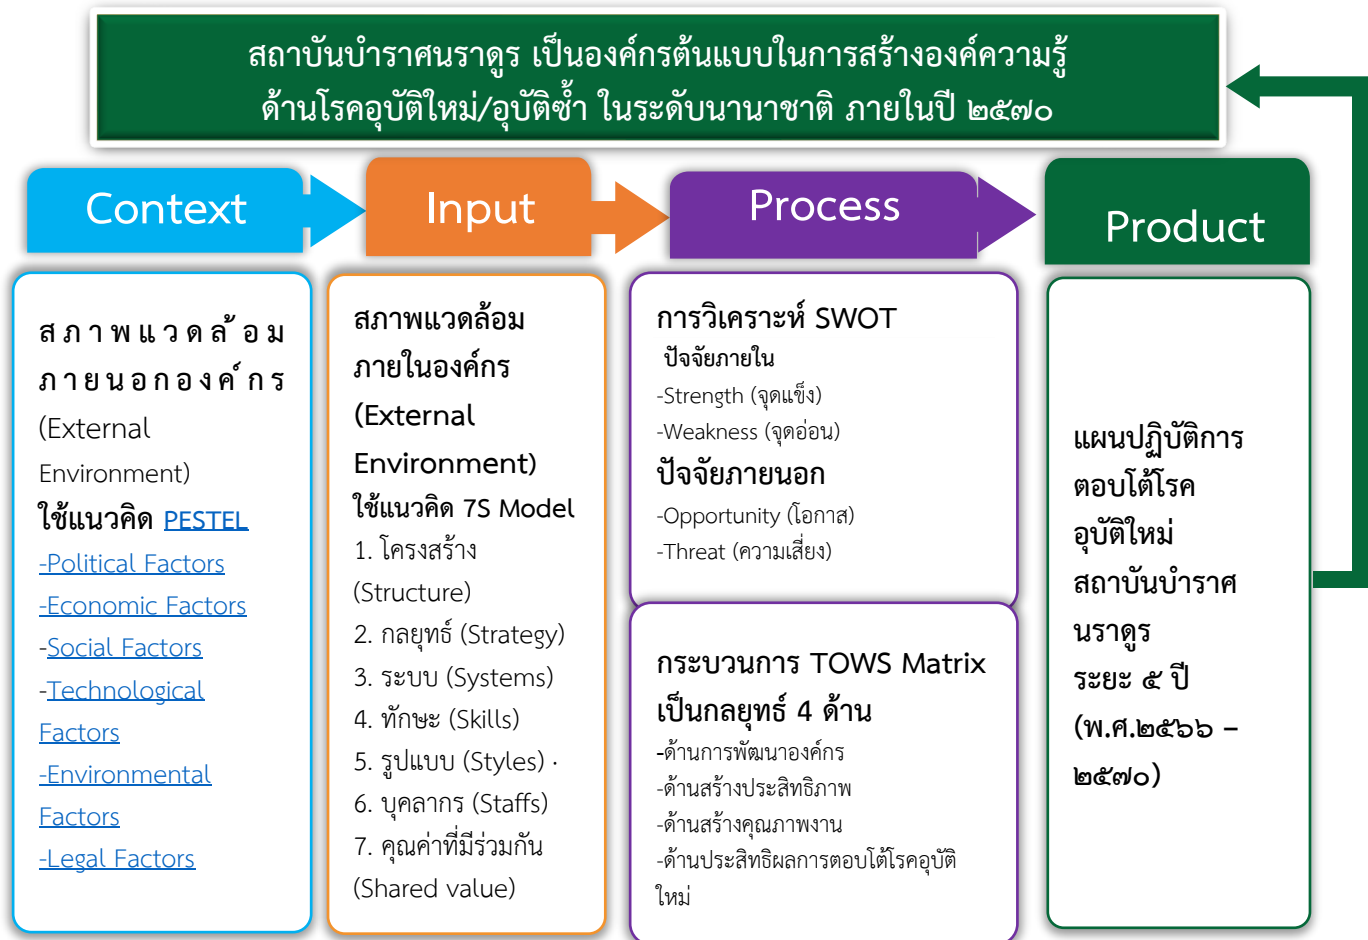 สถาบันบำราศนราดูร เป็นองค์กรต้นแบบในการสร้างองค์ความรู้
ด้านโรคอุบัติใหม่/อุบัติซ้ำ ในระดับนานาชาติ ภายในปี ๒๕๗๐
Context
Input
Process
Product
สภาพแวดล้อม
ภายนอกองค์กร
(External
Environment)
ใช้แนวคิด PESTEL
-Political Factors
-Economic Factors
-Social Factors
-Technological
Factors
-Environmental
Factors
-Legal Factors
สภาพแวดล้อม
ภายในองค์กร
(External
Environment)
ใช้แนวคิด 7S Model
1. โครงสร้าง
(Structure)
2. กลยุทธ์ (Strategy)
3. ระบบ (Systems)
4. ทักษะ (Skills)
5. รูปแบบ (Styles) ·
6. บุคลากร (Staffs)
7. คุณค่าที่มีร่วมกัน
(Shared value)
การวิเคราะห์ SWOT
ปัจจัยภายใน
-Strength (จุดแข็ง)
-Weakness (จุดอ่อน)
ปัจจัยภายนอก
-Opportunity (โอกาส)
-Threat (ความเสี่ยง)
กระบวนการ TOWS Matrix
เป็นกลยุทธ์ 4 ด้าน
-ด้านการพัฒนาองค์กร
-ด้านสร้างประสิทธิภาพ
-ด้านสร้างคุณภาพงาน
-ด้านประสิทธิผลการตอบโต้โรคอุบัติ
ใหม่
แผนปฏิบัติการ
ตอบโต้โรค
อุบัติใหม่
สถาบันบำราศ
นราดูร
ระยะ ๕ ปี
(พ.ศ.๒๕๖๖ –
๒๕๗๐)